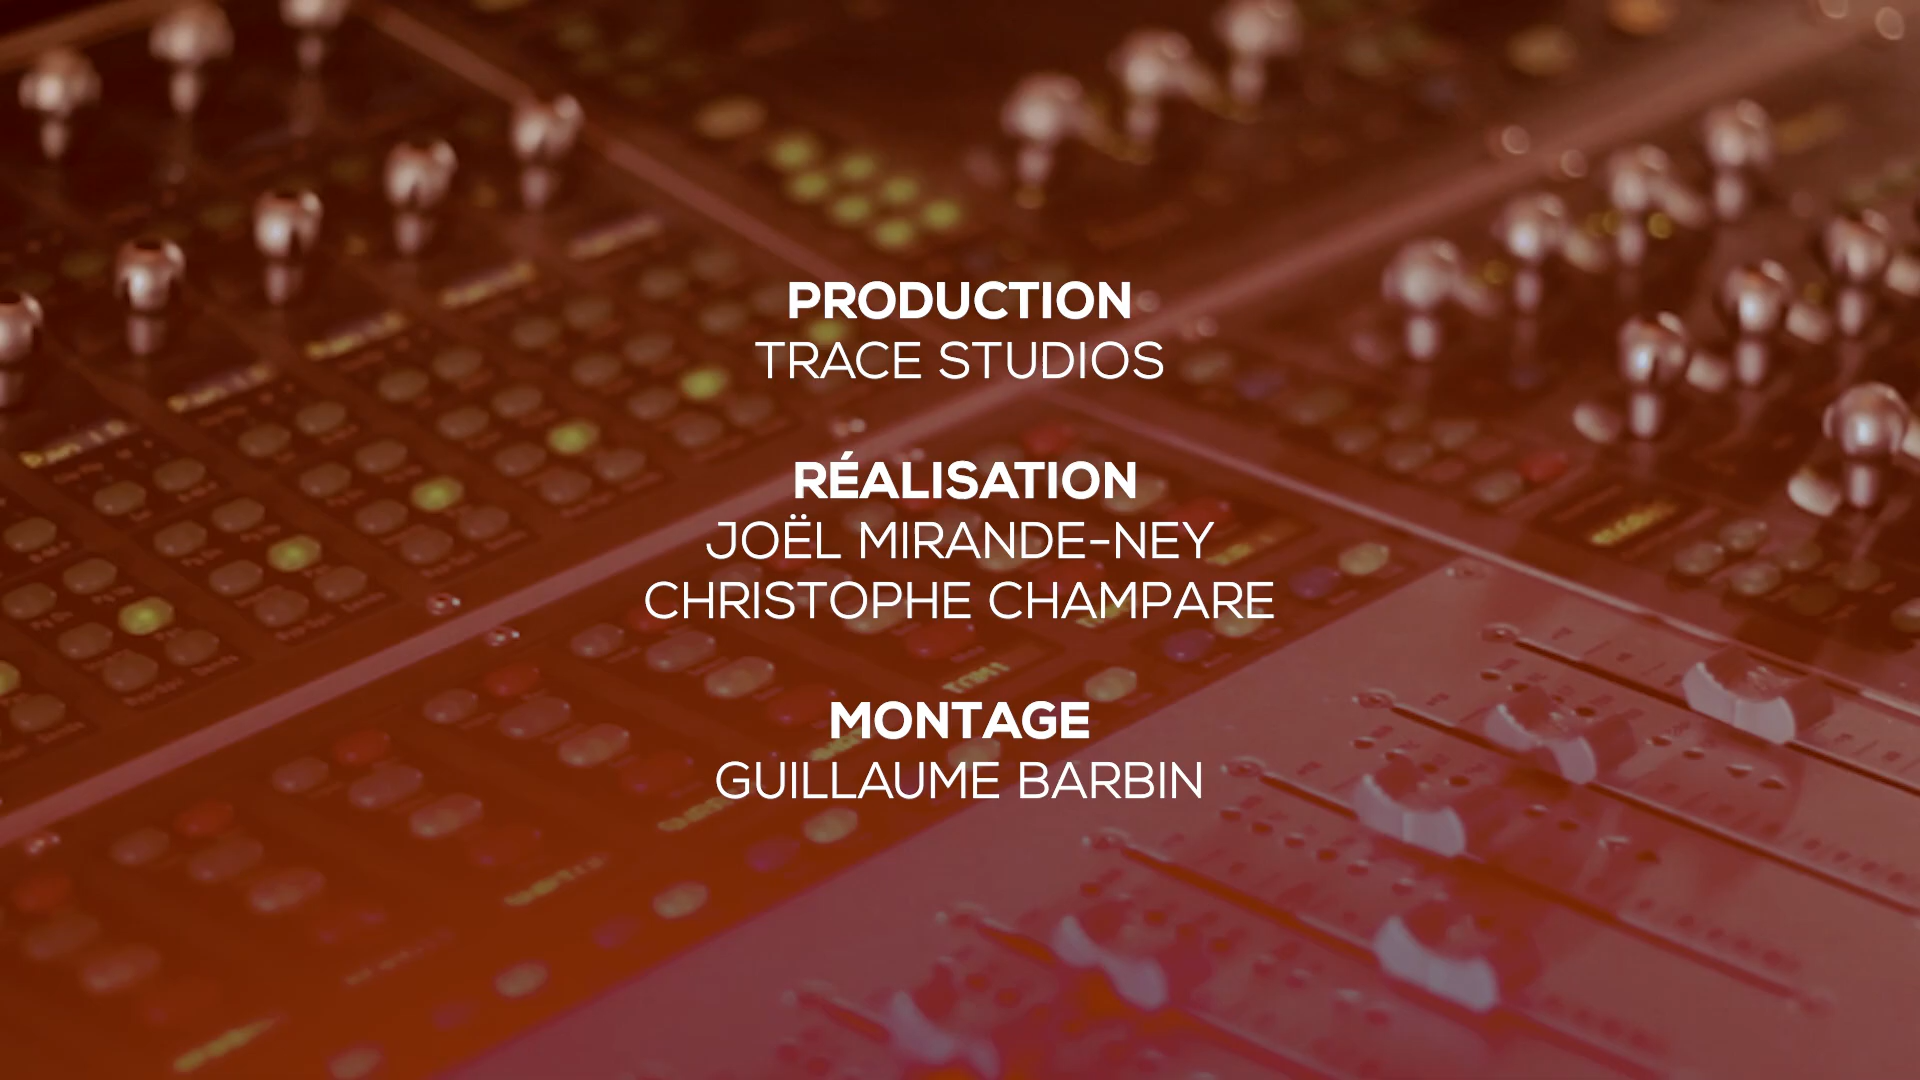 PRODUCTION
TRACE STUDIOS
RÉALISATION
JOËL MIRANDE-NEY
CHRISTOPHE CHAMPARE
MONTAGE
GUILLAUME BARBIN